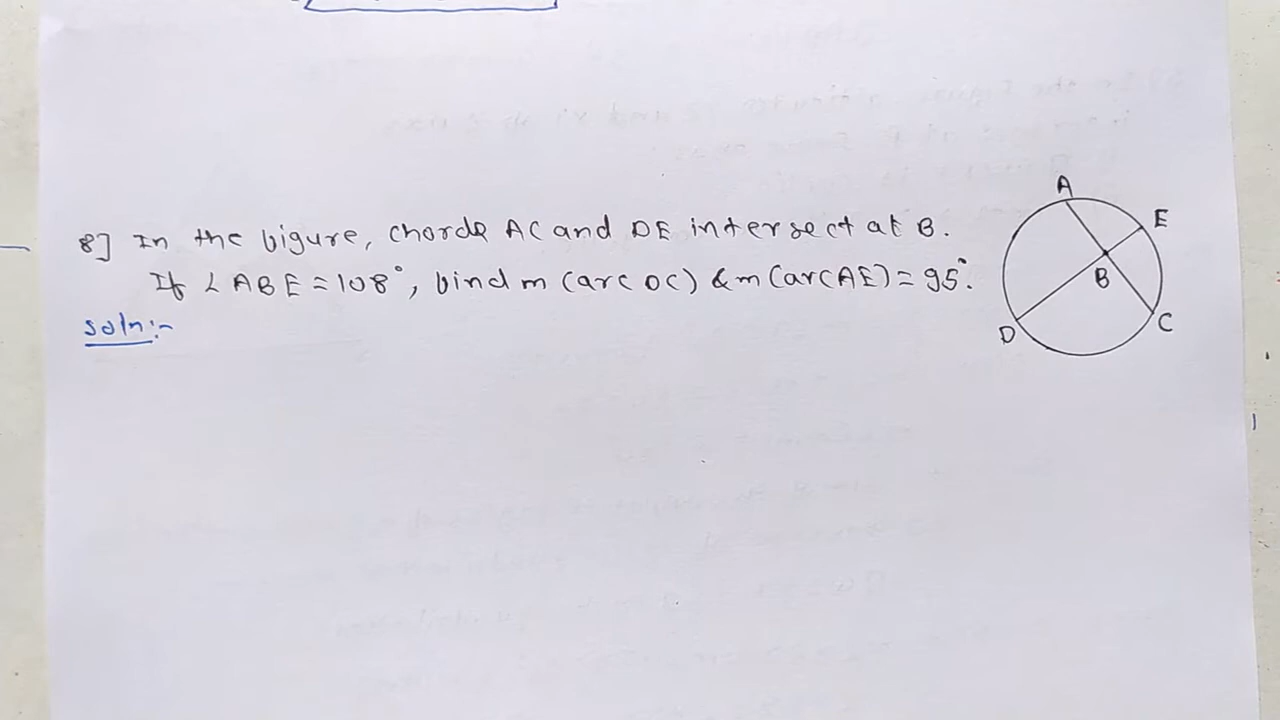 8] In the figure, chords AC and DE intersect at B.
If ∠ABE = 108°, find m (arc DC) & m (arc AE) = 95°.
Soln:-
A
E
B
D
C